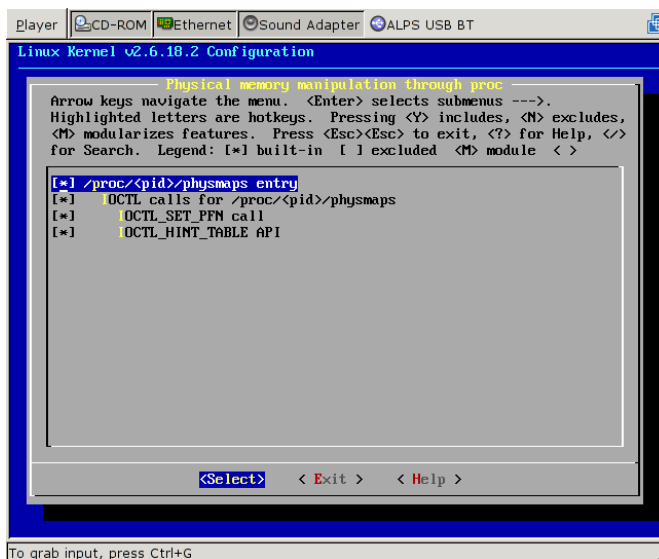 Player CD-ROM Ethernet Sound Adapter ALPS USB BT
Linux Kernel v2.6.18.2 Configuration
Physical memory manipulation through proc
Arrow keys navigate the menu. <Enter> selects submenus --->.
Highlighted letters are hotkeys. Pressing <Y> includes, <N> excludes,
<M> modularizes features. Press <Esc><Esc> to exit, <?> for Help, </>
for Search. Legend: [*] built-in [ ] excluded <M> module < >
[*] /proc/<pid>/physmaps entry
[*] IOCTL calls for /proc/<pid>/physmaps
[*] IOCTL_SET_PFN call
[*] IOCTL_HINT_TABLE API
<Select> < Exit > < Help >
To grab input, press Ctrl+G